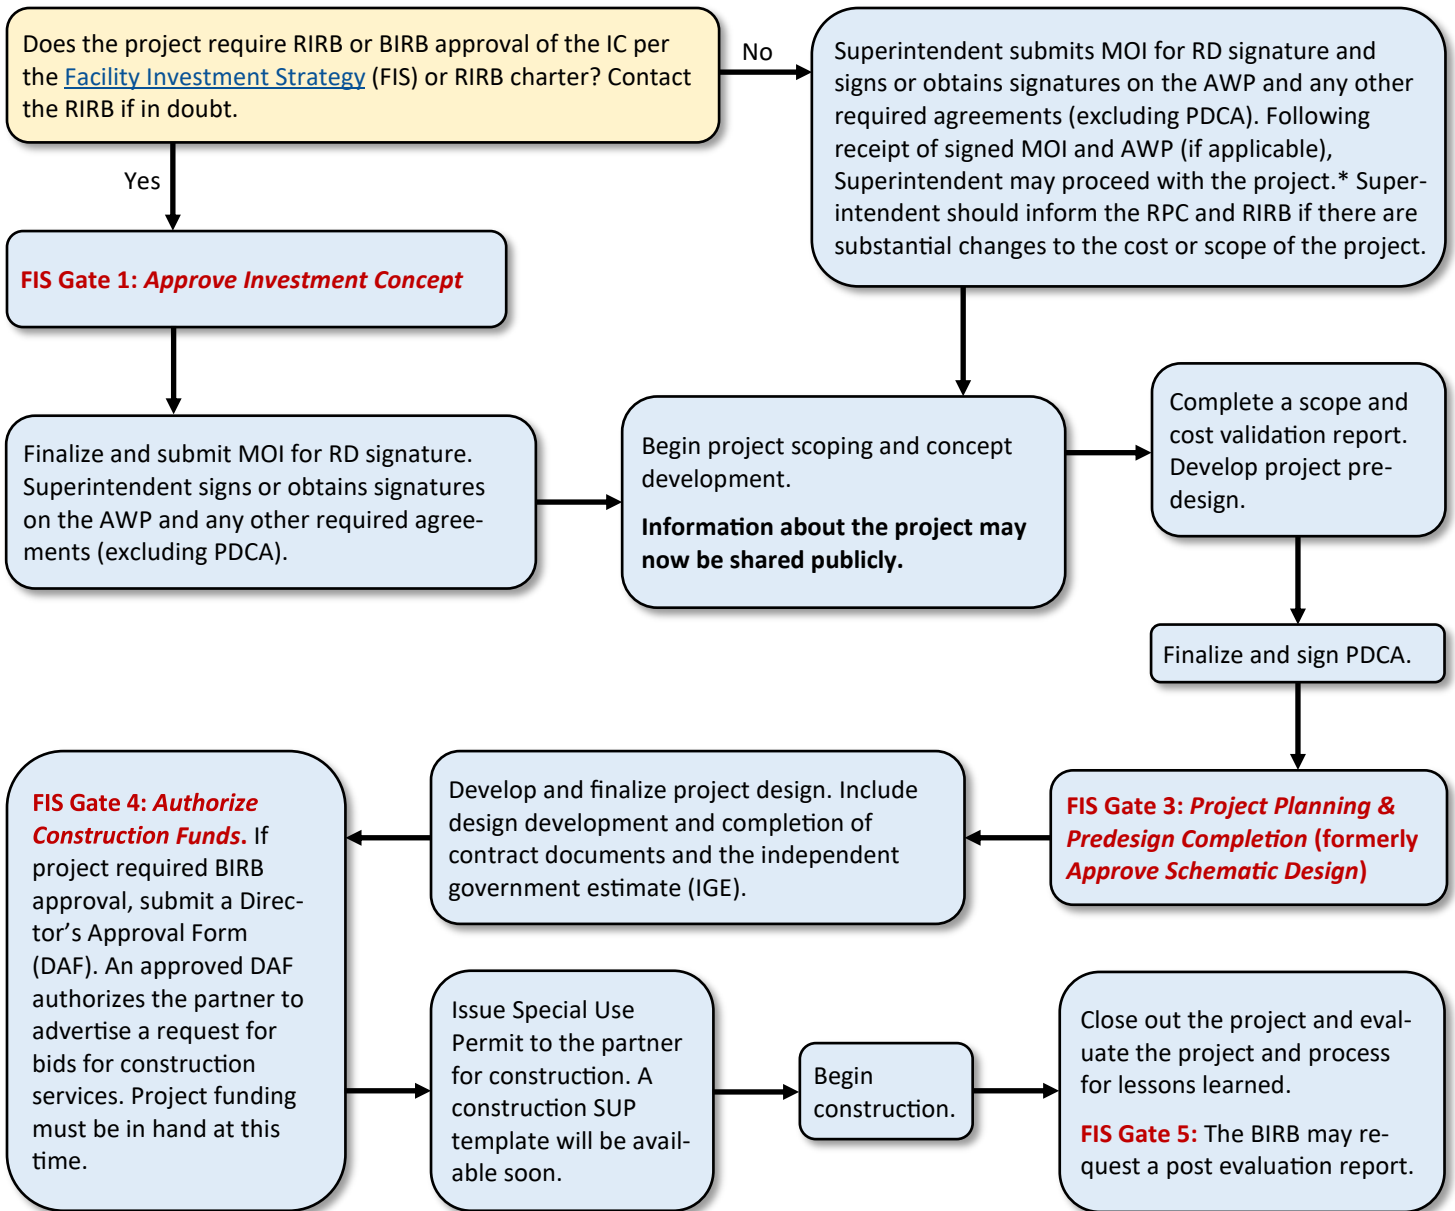 Does the project require RIRB or BIRB approval of the IC per
the Facility Investment Strategy (FIS) or RIRB charter? Contact
the RIRB if in doubt.
No
Superintendent submits MOI for RD signature and
signs or obtains signatures on the AWP and any other
required agreements (excluding PDCA). Following
receipt of signed MOI and AWP (if applicable),
Superintendent may proceed with the project.* Super-
intendent should inform the RPC and RIRB if there are
substantial changes to the cost or scope of the project.
Yes
FIS Gate 1: Approve Investment Concept
Finalize and submit MOI for RD signature.
Superintendent signs or obtains signatures
on the AWP and any other required agree-
ments (excluding PDCA).
Begin project scoping and concept
development.
Information about the project may
now be shared publicly.
Complete a scope and
cost validation report.
Develop project pre-
design.
Finalize and sign PDCA.
FIS Gate 3: Project Planning &
Predesign Completion (formerly
Approve Schematic Design)
Develop and finalize project design. Include
design development and completion of
contract documents and the independent
government estimate (IGE).
FIS Gate 4: Authorize
Construction Funds. If
project required BIRB
approval, submit a Direc-
tor's Approval Form
(DAF). An approved DAF
authorizes the partner to
advertise a request for
bids for construction
services. Project funding
must be in hand at this
time.
Issue Special Use
Permit to the partner
for construction. A
construction SUP
template will be avail-
able soon.
Begin
construction.
Close out the project and eval-
uate the project and process
for lessons learned.
FIS Gate 5: The BIRB may re-
quest a post evaluation report.